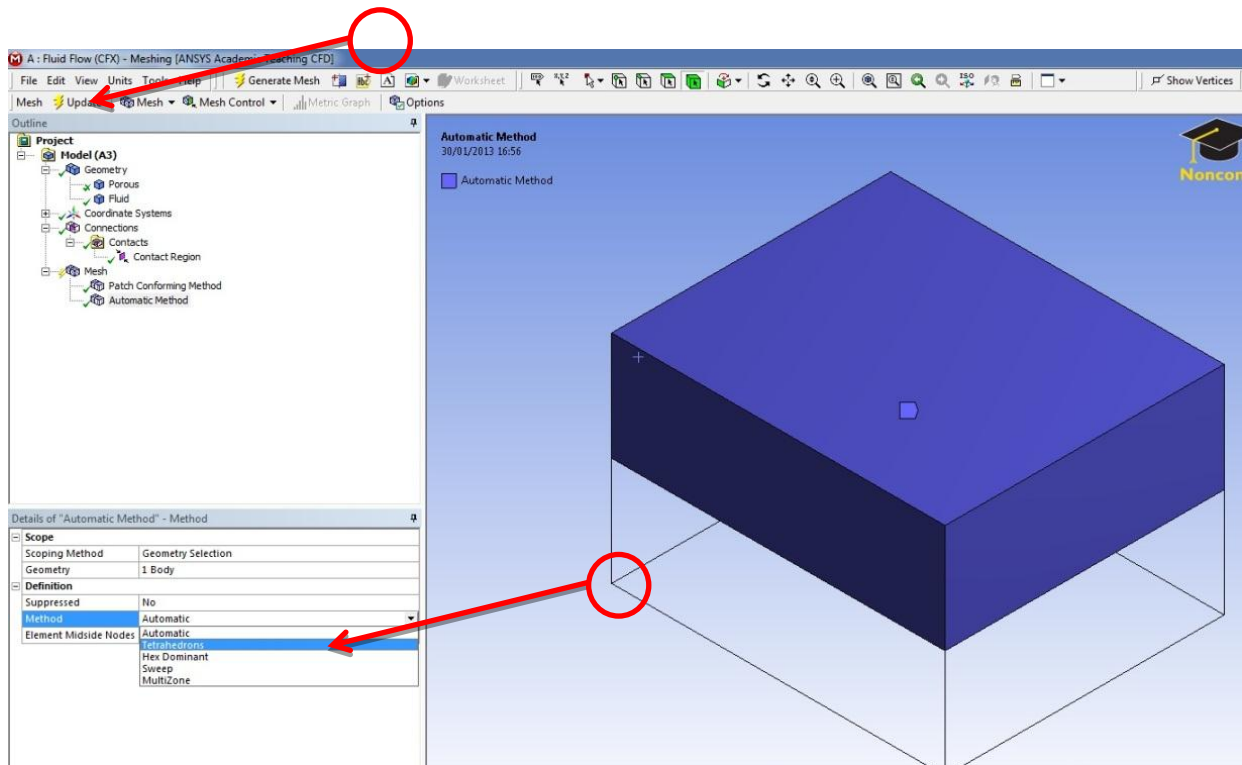 A : Fluid Flow (CFX) - Meshing [ANSYS Academic Teaching CFD]
File Edit View Units Tools Help Generate Mesh Worksheet Show Vertices
Mesh Update Mesh Mesh Control Metric Graph Options
Outline
Project
Model (A3)
Geometry
Porous
Fluid
Coordinate Systems
Connections
Contacts
Contact Region
Mesh
Patch Conforming Method
Automatic Method
Automatic Method
30/01/2013 16:56
Automatic Method
Noncom
Details of "Automatic Method" - Method
Scope
Scoping Method Geometry Selection
Geometry 1 Body
Definition
Suppressed No
Method Automatic
Element Midside Nodes Automatic
Tetrahedrons
Hex Dominant
Sweep
MultiZone